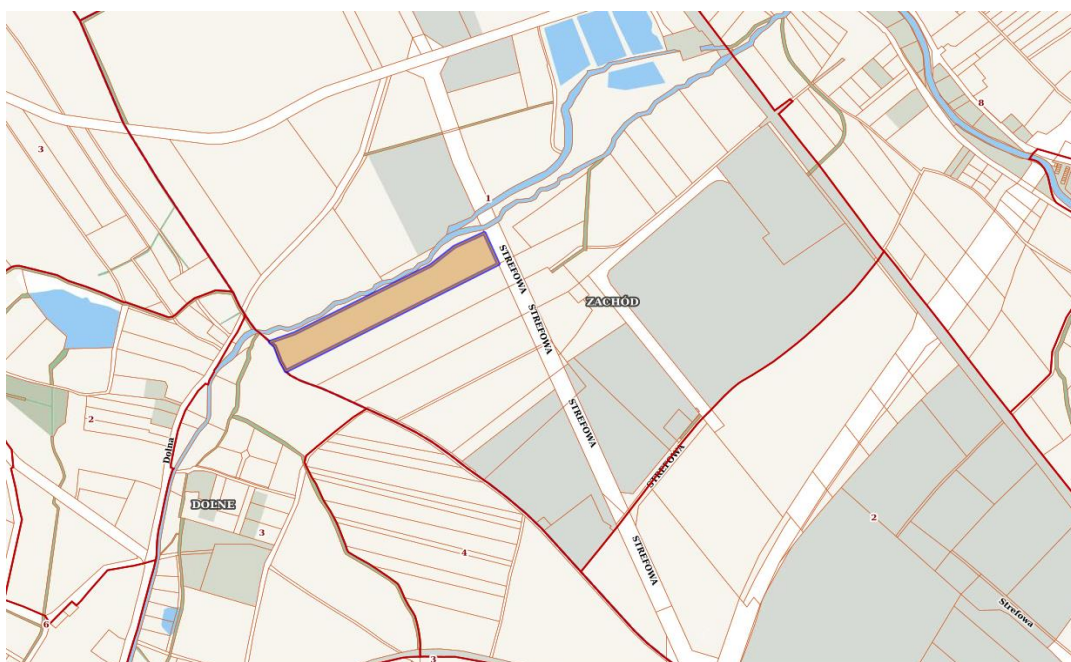 8
3
1
STREFOWA
ZACHÓD
STREFOWA
2
Dolna
STREFOWA
STREFOWA
DOLNE
2
3
STREFOWA
4
Strefowa
6
3